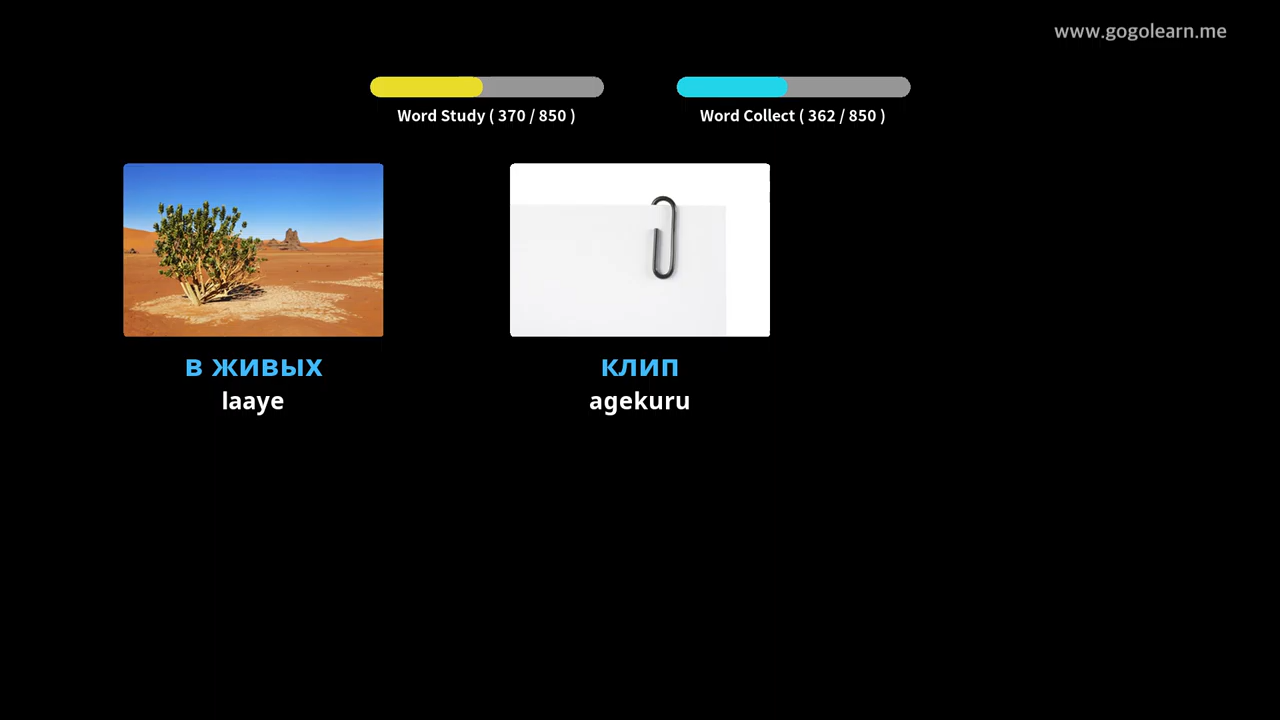 www.gogolearn.me
Word Study ( 370 / 850 )
Word Collect ( 362 / 850 )
в живых
laaye
клип
agekuru